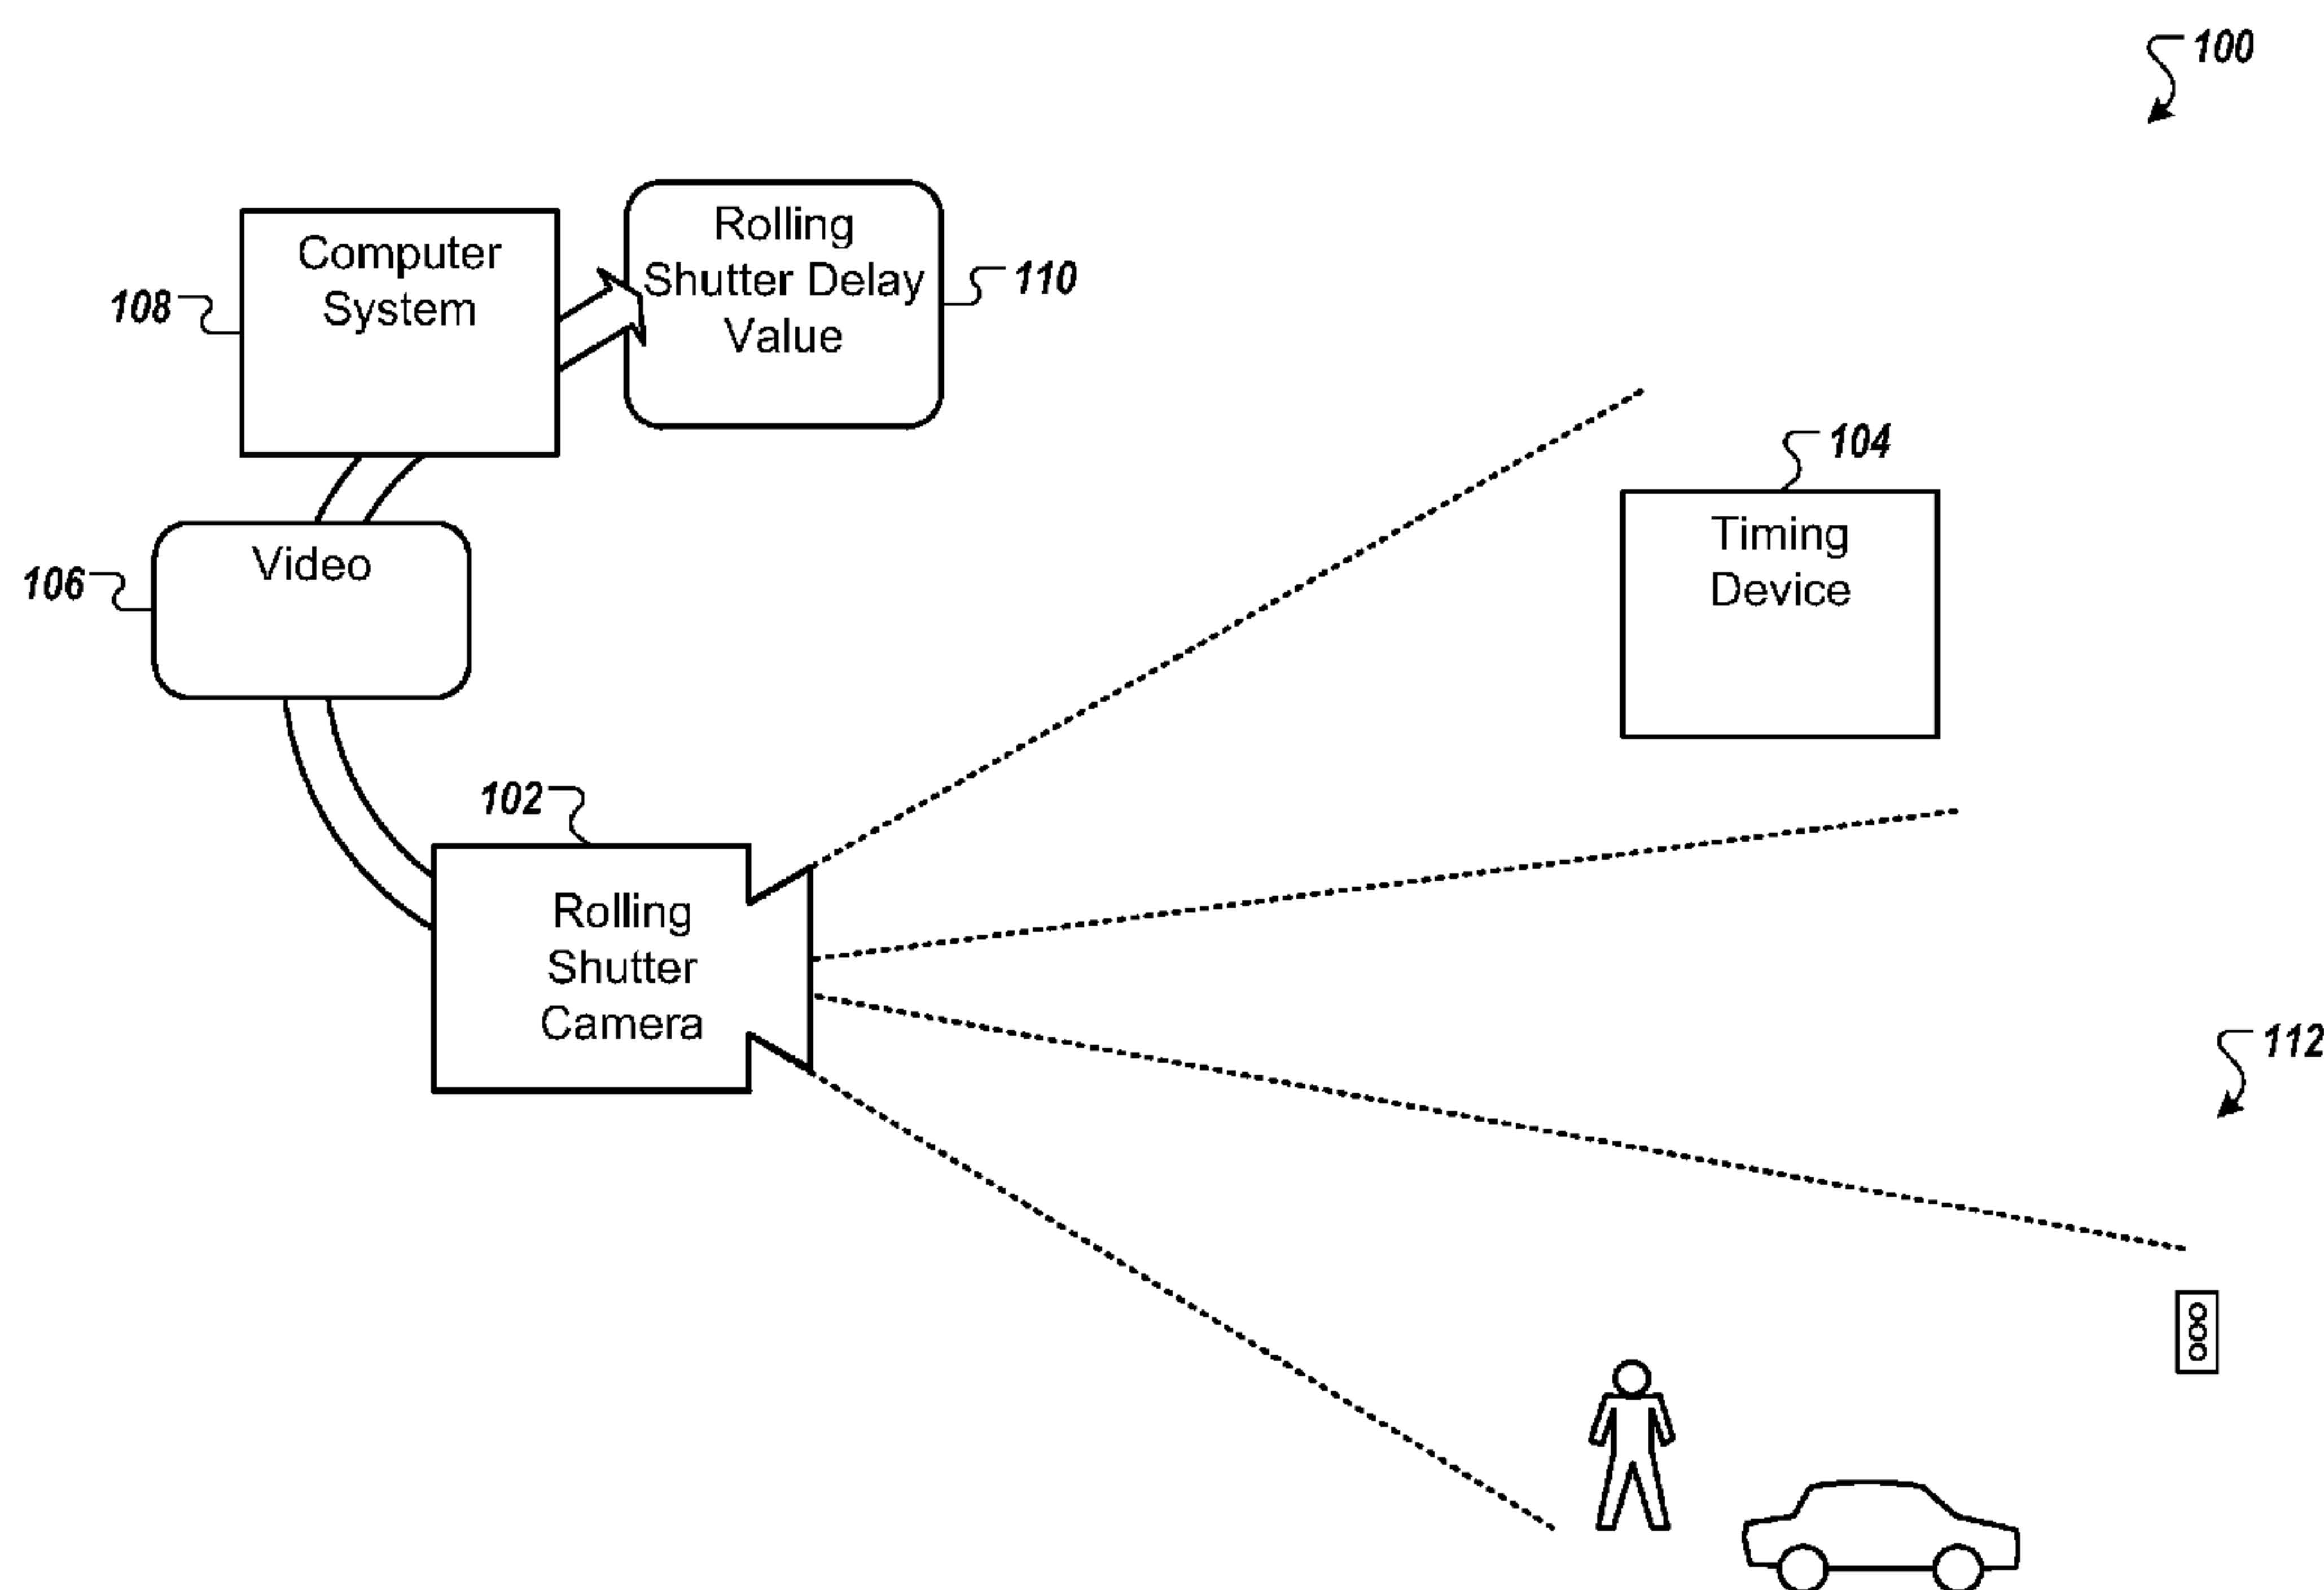 100
Rolling
Shutter Delay
Value
110
Computer
System
108
104
Timing
Device
Video
106
102
Rolling
Shutter
Camera
112